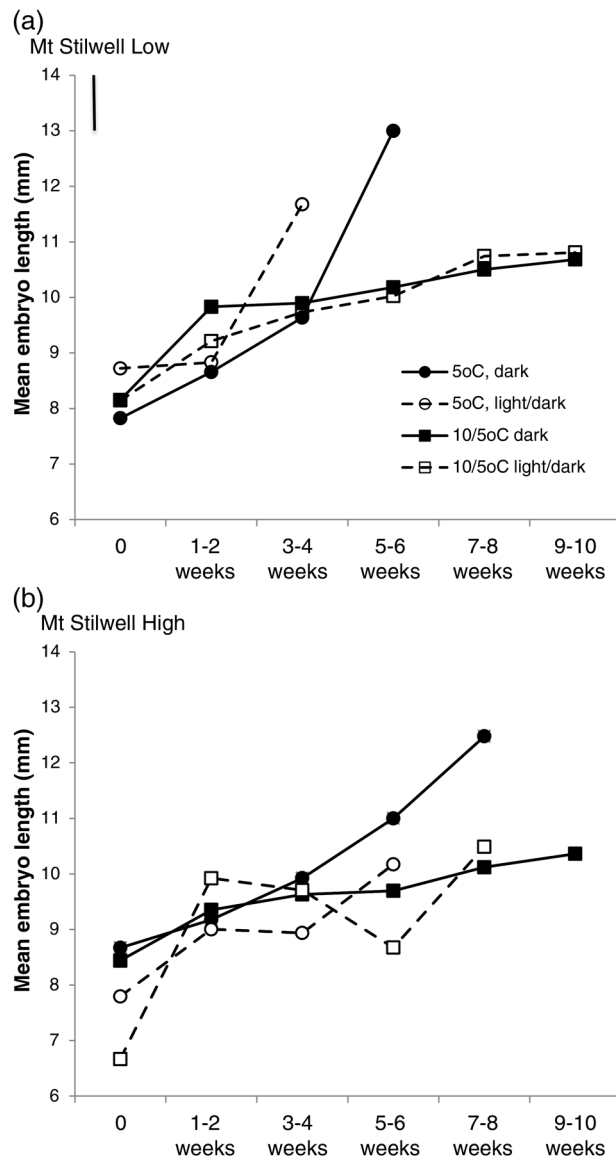 (a)
Mt Stilwell Low
Mean embryo length (mm)
14
13
12
11
10
9
8
7
6
5oC, dark
5oC, light/dark
10/5oC dark
10/5oC light/dark
0
1-2 weeks
3-4 weeks
5-6 weeks
7-8 weeks
9-10 weeks
(b)
Mt Stilwell High
Mean embryo length (mm)
14
13
12
11
10
9
8
7
6
0
1-2 weeks
3-4 weeks
5-6 weeks
7-8 weeks
9-10 weeks